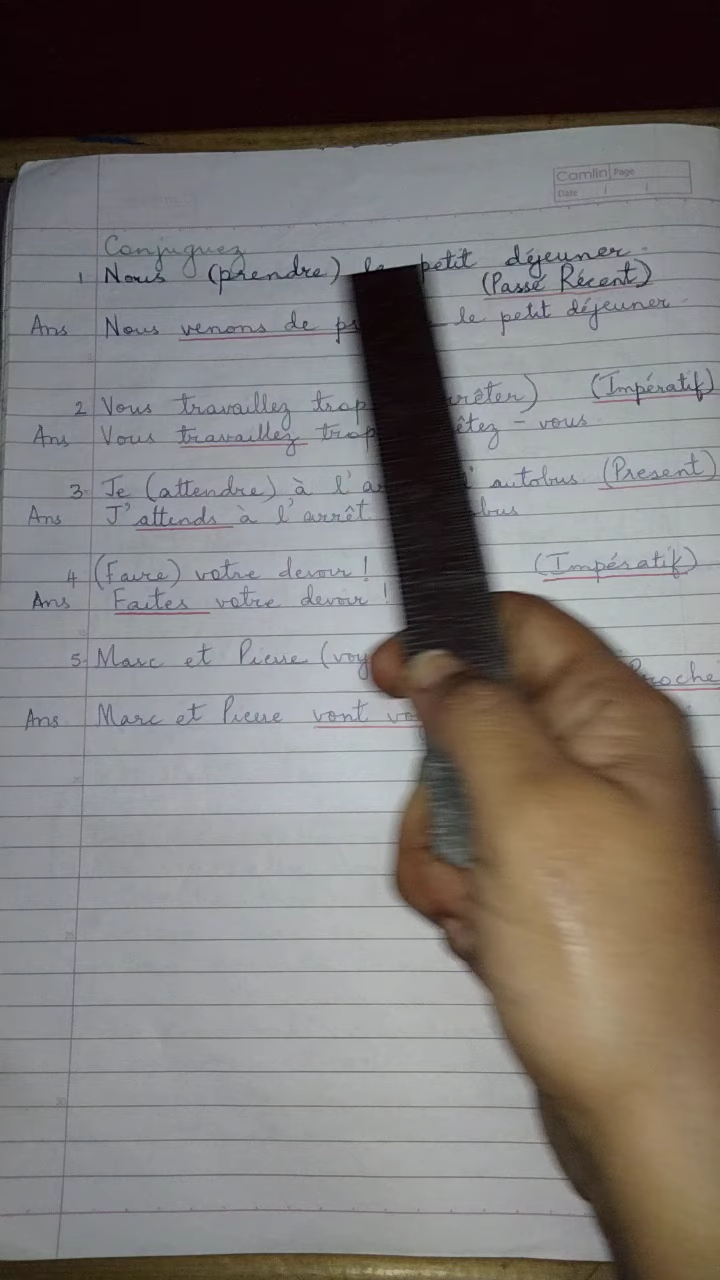 Camlin Page
Date / /
Conjuguez
1 Nous (prendre) le petit déjeuner.
(Passé Récent)
Ans Nous venons de le petit déjeuner.
2 Vous travaillez trop (Impératif)
Ans Vous travaillez trop - vous
3. Je (attendre) à l' autobus. (Present)
Ans J'attends à l'arrêt
4 (Faire) votre devoir! (Impératif)
Ans Faites votre devoir!
5. Marc et Pierre Proche
Ans Marc et Pierre vont